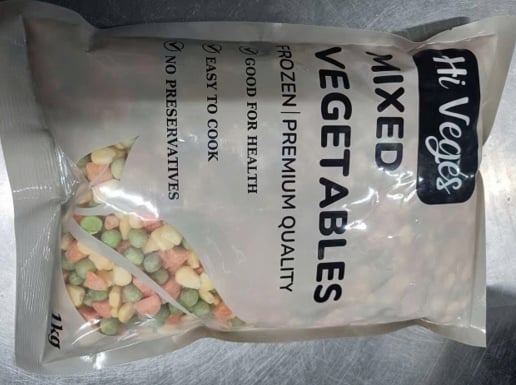 Hi Veges
MIXED
VEGETABLES
FROZEN | PREMIUM QUALITY
GOOD FOR HEALTH
EASY TO COOK
NO PRESERVATIVES
1kg